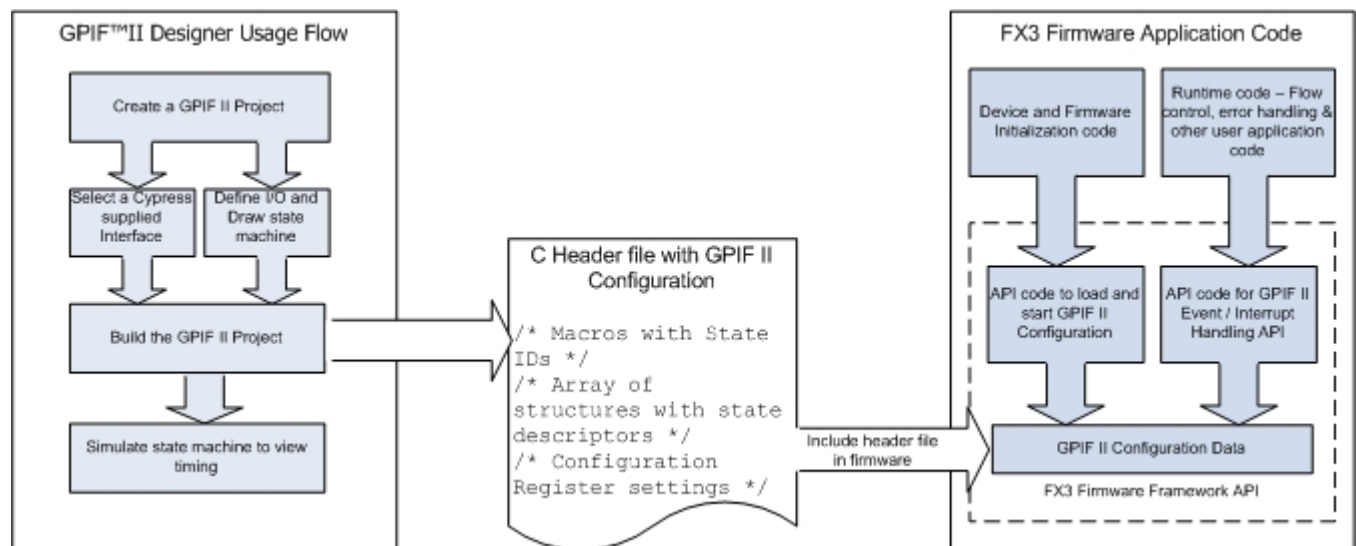 GPIF™II Designer Usage Flow
Create a GPIF II Project
Select a Cypress
supplied
Interface
Define I/O and
Draw state
machine
Build the GPIF II Project
Simulate state machine to view
timing
C Header file with GPIF II
Configuration
/* Macros with State
IDs */
/* Array of
structures with state
descriptors */
/* Configuration
Register settings */
Include header file
in firmware
FX3 Firmware Application Code
Device and Firmware
Initialization code
Runtime code – Flow
control, error handling &
other user application
code
API code to load and
start GPIF II
Configuration
API code for GPIF II
Event / Interrupt
Handling API
GPIF II Configuration Data
FX3 Firmware Framework API